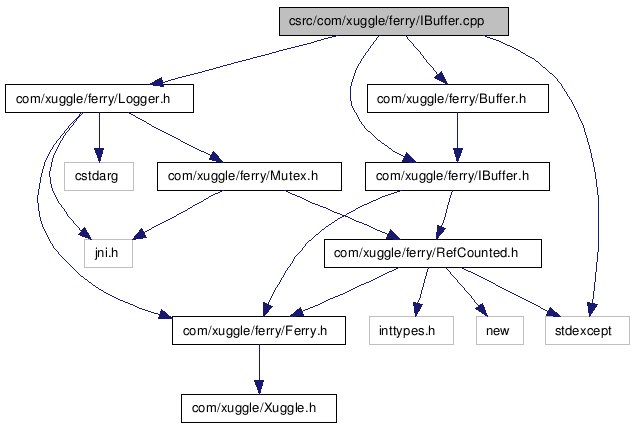 csrc/com/xuggle/ferry/IBuffer.cpp
com/xuggle/ferry/Logger.h
com/xuggle/ferry/Buffer.h
cstdarg
com/xuggle/ferry/Mutex.h
com/xuggle/ferry/IBuffer.h
jni.h
com/xuggle/ferry/RefCounted.h
com/xuggle/ferry/Ferry.h
inttypes.h
new
stdexcept
com/xuggle/Xuggle.h